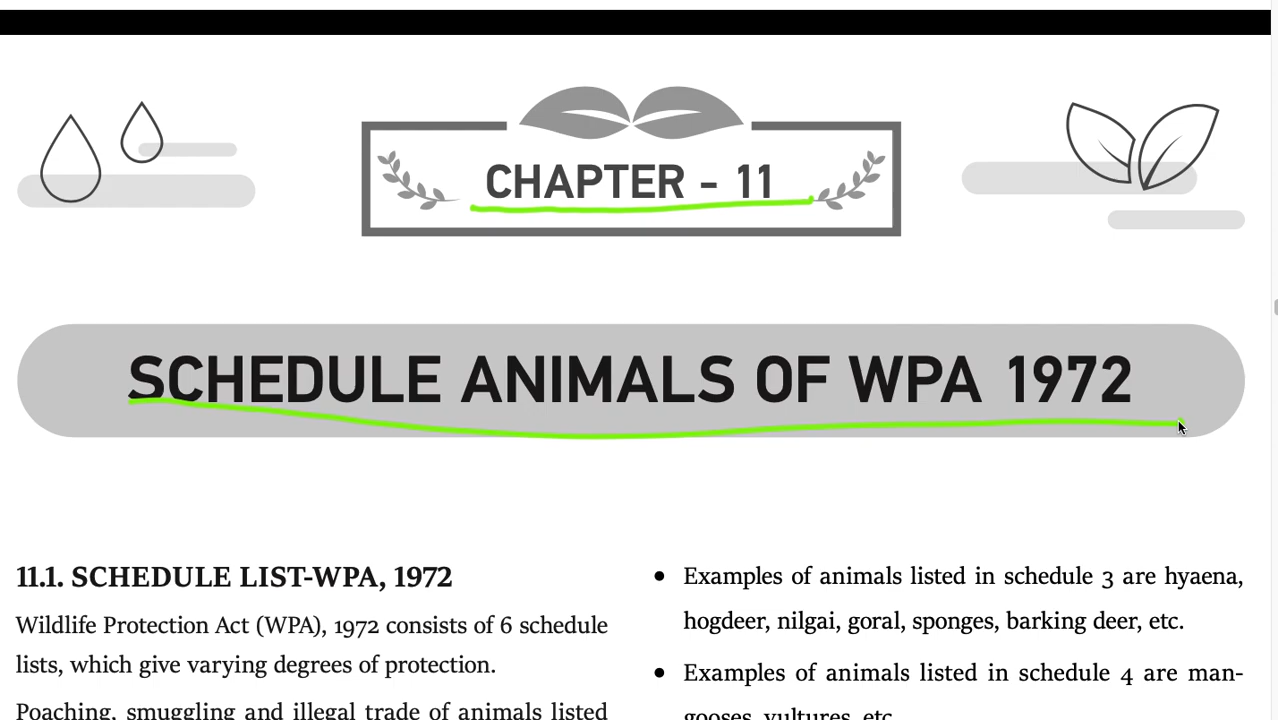 CHAPTER - 11
SCHEDULE ANIMALS OF WPA 1972
11.1. SCHEDULE LIST-WPA, 1972
Wildlife Protection Act (WPA), 1972 consists of 6 schedule
lists, which give varying degrees of protection.
Poaching, smuggling and illegal trade of animals listed
• Examples of animals listed in schedule 3 are hyaena,
hogdeer, nilgai, goral, sponges, barking deer, etc.
• Examples of animals listed in schedule 4 are man-
gooses, vultures, etc.